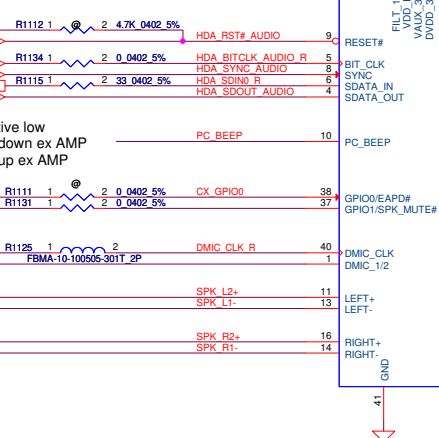 FILT_1
VDD_
VAUX_3
DVDD_3
R1112 1 @ 2 4.7K_0402_5%
HDA_RST#_AUDIO 9 RESET#
R1134 1 2 0_0402_5% HDA_BITCLK_AUDIO_R 5 BIT_CLK
HDA_SYNC_AUDIO 8 SYNC
R1115 1 2 33_0402_5% HDA_SDIN0_R 6 SDATA_IN
HDA_SDOUT_AUDIO 4 SDATA_OUT
tive low
down ex AMP
up ex AMP
PC_BEEP 10 PC_BEEP
@
R1111 1 2 0_0402_5% CX_GPIO0 38 GPIO0/EAPD#
R1131 1 2 0_0402_5% 37 GPIO1/SPK_MUTE#
R1125 1 2 DMIC_CLK_R 40 DMIC_CLK
FBMA-10-100505-301T_2P 1 DMIC_1/2
SPK_L2+ 11 LEFT+
SPK_L1- 13 LEFT-
SPK_R2+ 16 RIGHT+
SPK_R1- 14 RIGHT-
GND
41